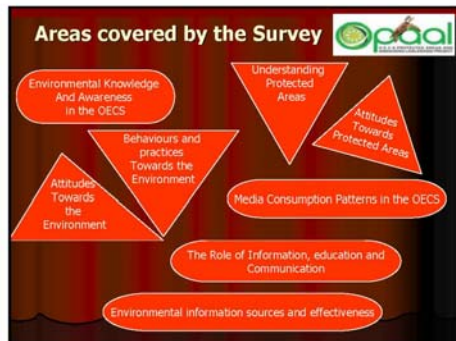 Areas covered by the Survey
Opaal
Environmental Knowledge
And Awareness
in the OECS
Understanding
Protected
Areas
Attitudes
Towards
Protected Areas
Behaviours and
practices
Towards the
Environment
Attitudes
Towards
the
Environment
Media Consumption Patterns in the OECS
The Role of Information, education and
Communication
Environmental information sources and effectiveness